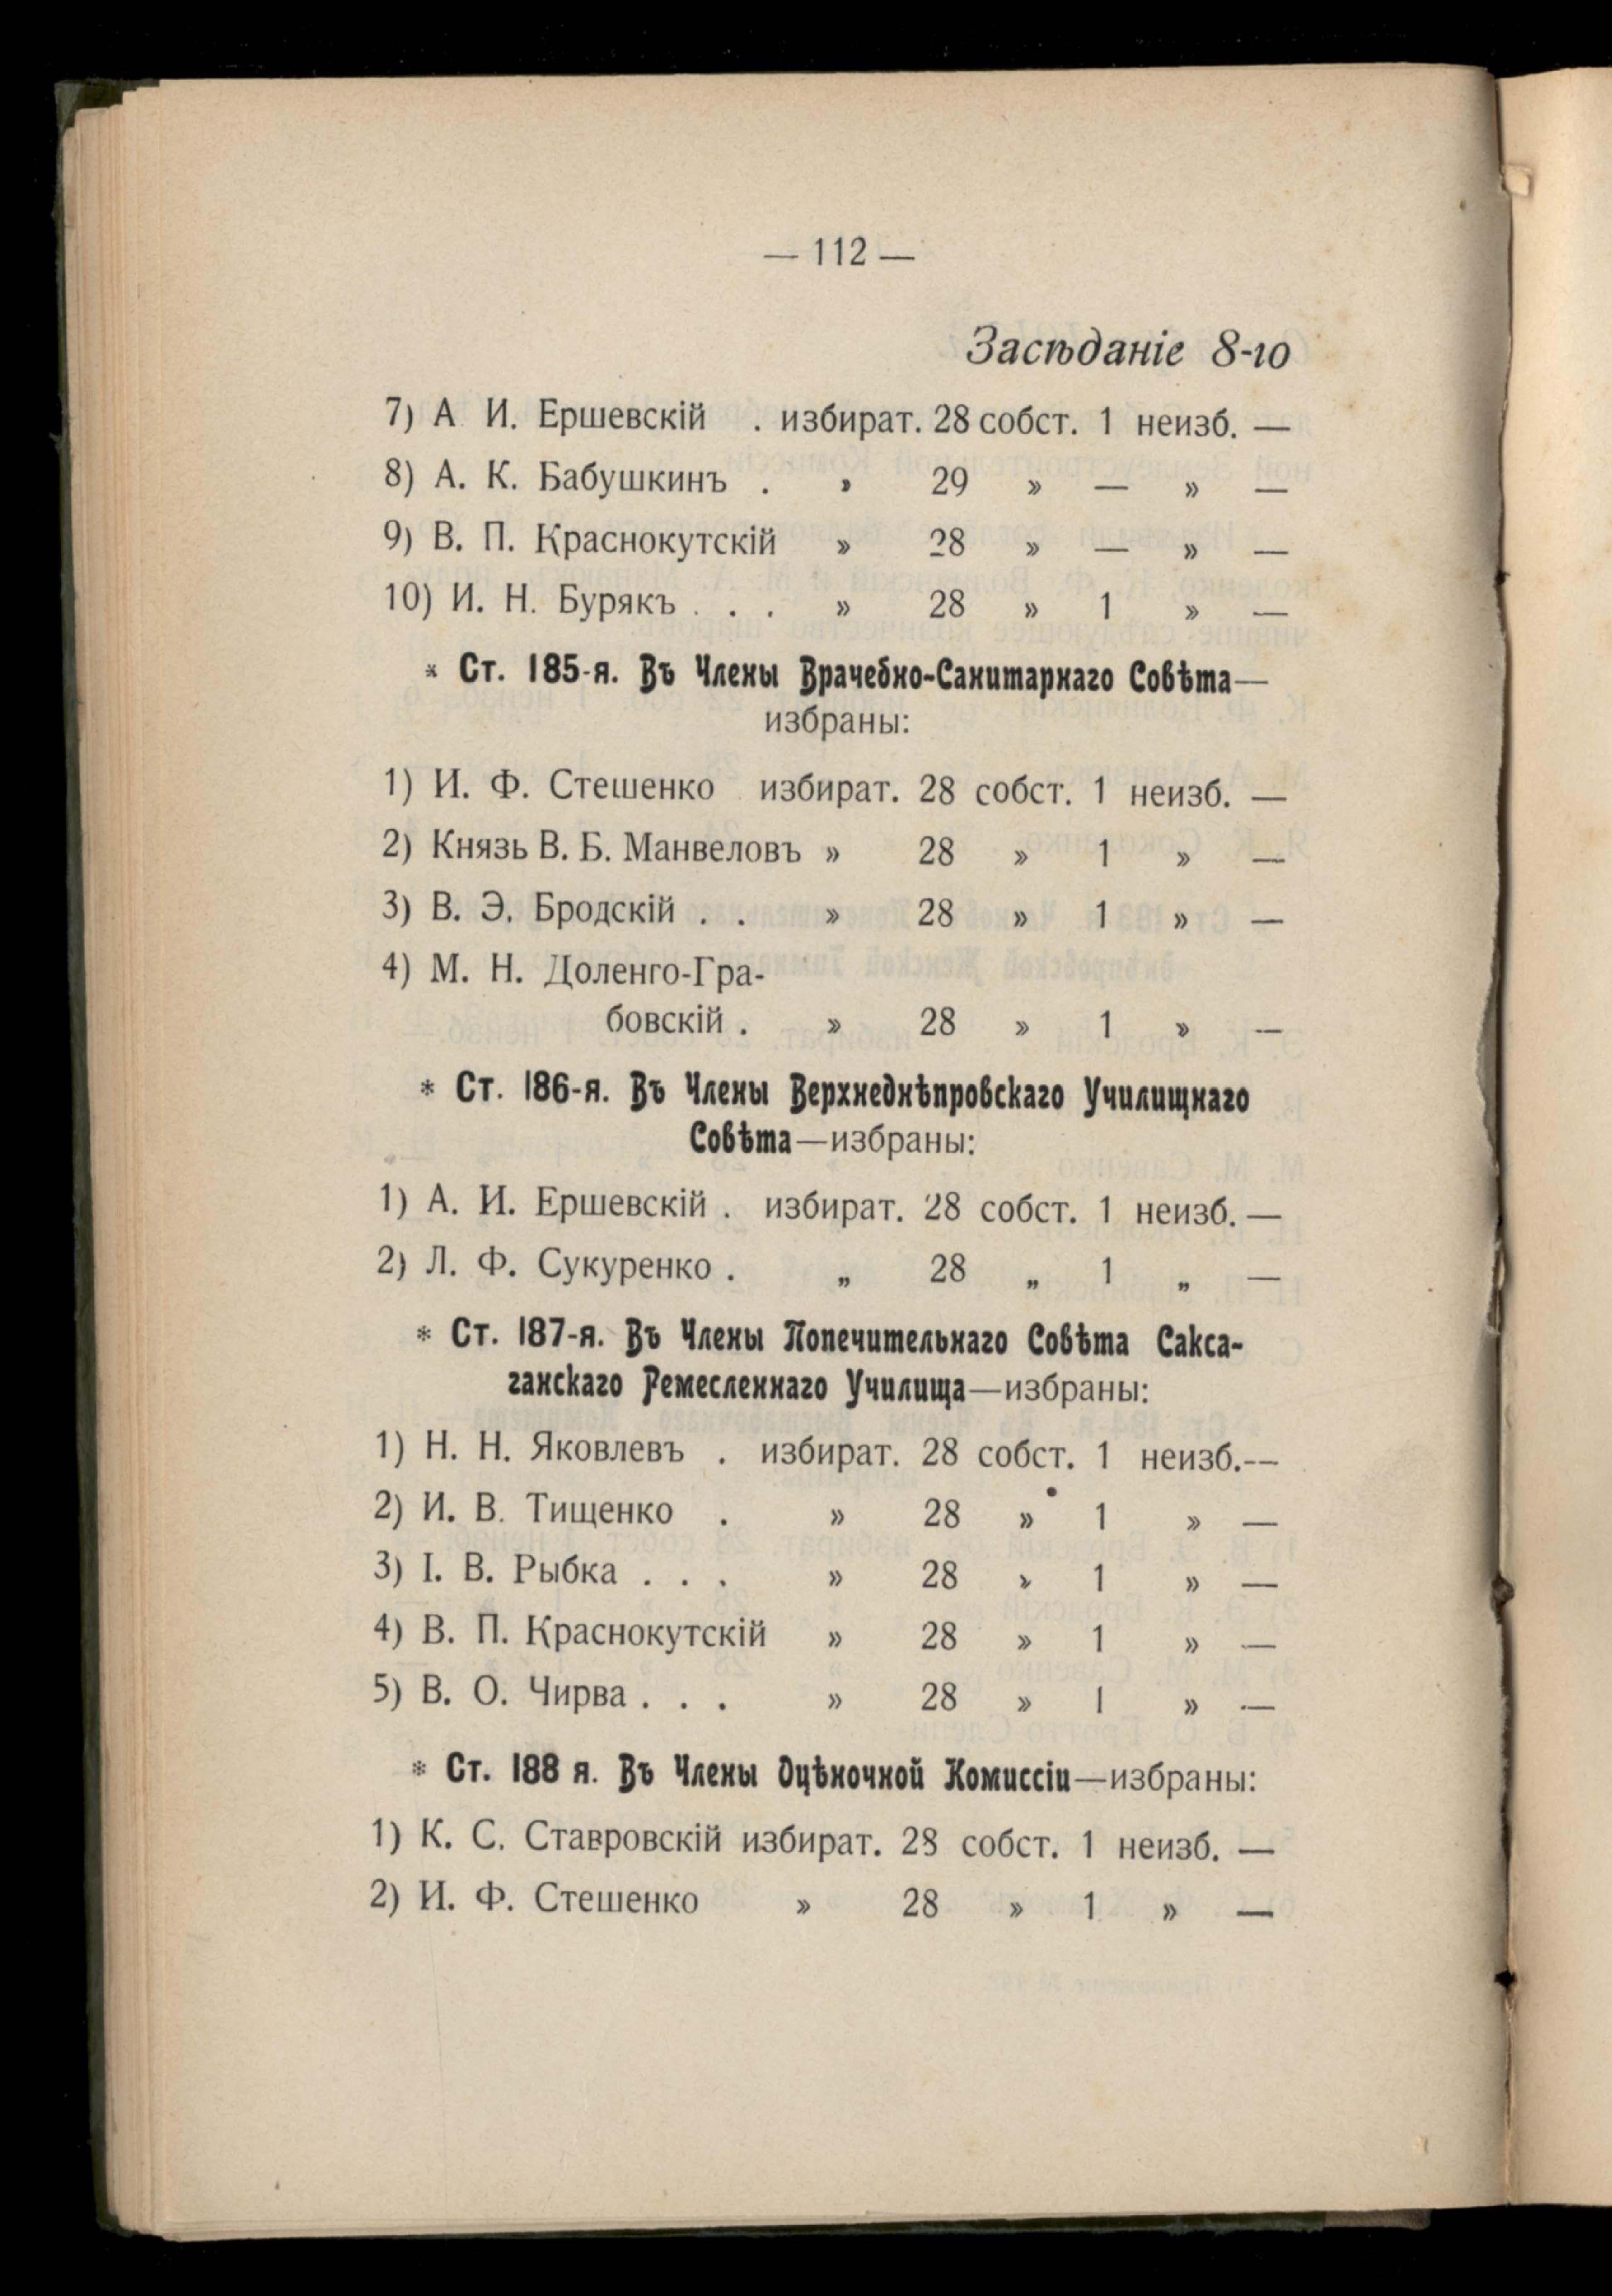 — 112 —
Засѣданіе 8-го
7) А И. Ершевскій . избират. 28 собст. 1 неизб. —
8) А. К. Бабушкинъ . » 29 » — » —
9) В. П. Краснокутскій » 28 » — » —
10) И. Н. Бурякъ . . . » 28 » 1 » —
* Ст. 185-я. Въ Члены Врачебно-Санитарнаго Совѣта—
избраны:
1) И. Ф. Стешенко избират. 28 собст. 1 неизб. —
2) Князь В. Б. Манвеловъ » 28 » 1 » —
3) В. Э. Бродскій . . » 28 » 1 » —
4) М. Н. Доленго-Гра-
бовскій . » 28 » 1 » —
* Ст. 186-я. Въ Члены Верхнеднѣпровскаго Училищнаго
Совѣта—избраны:
1) А. И. Ершевскій . избират. 28 собст. 1 неизб. —
2) Л. Ф. Сукуренко . „ 28 „ 1 „ —
* Ст. 187-я. Въ Члены Попечительнаго Совѣта Сакса-
ганскаго Ремесленнаго Училища—избраны:
1) Н. Н. Яковлевъ . избират. 28 собст. 1 неизб.--
2) И. В. Тищенко . » 28 » 1 » —
3) І. В. Рыбка . . . » 28 » 1 » —
4) В. П. Краснокутскій » 28 » 1 » —
5) В. О. Чирва . . . » 28 » 1 » —
* Ст. 188 я. Въ Члены Оцѣночной Комиссіи—избраны:
1) К. С. Ставровскій избират. 28 собст. 1 неизб. —
2) И. Ф. Стешенко » 28 » 1 » —